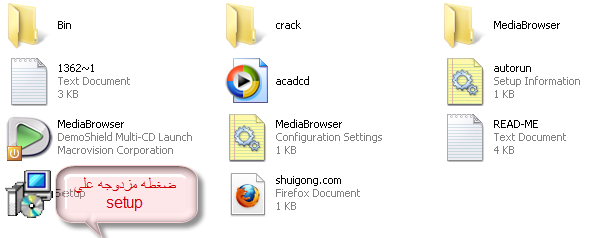 Bin
crack
MediaBrowser
1362~1
Text Document
3 KB
acadcd
autorun
Setup Information
1 KB
MediaBrowser
DemoShield Multi-CD Launch
Macrovision Corporation
MediaBrowser
Configuration Settings
1 KB
READ-ME
Text Document
4 KB
Setup
ضغطه مزدوجه علي
setup
shuigong.com
Firefox Document
1 KB